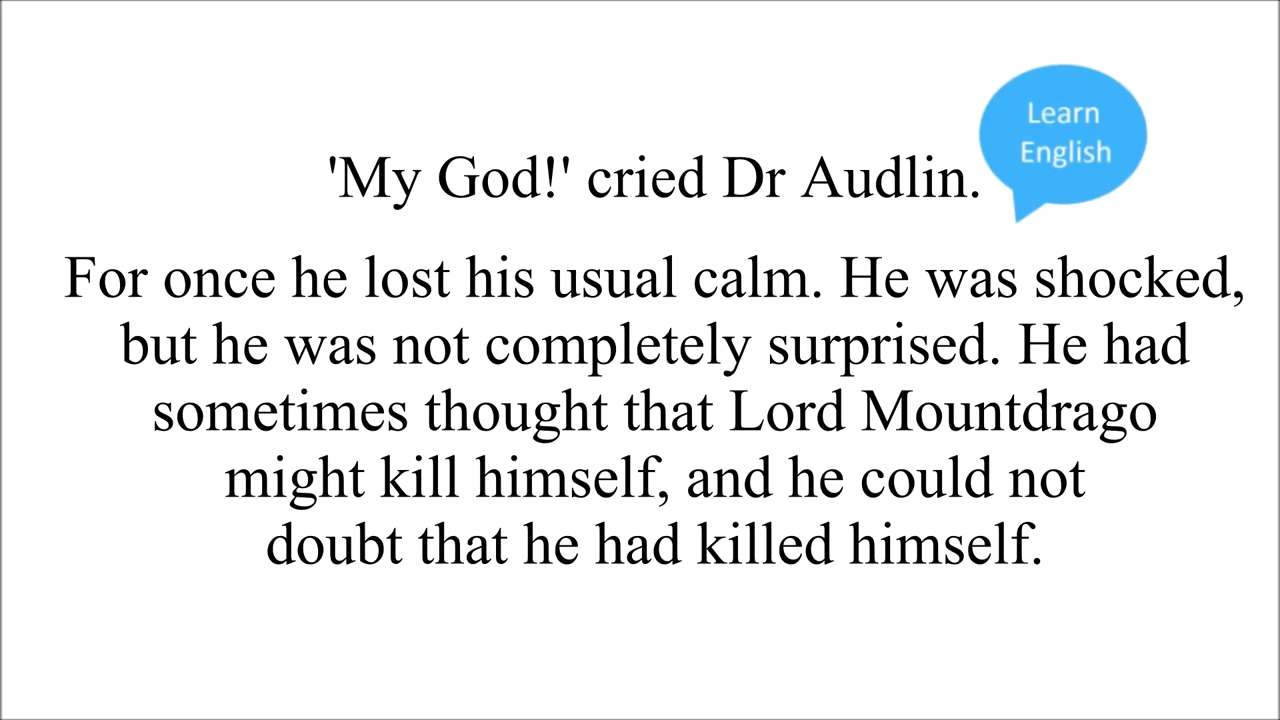 Learn
English
'My God!' cried Dr Audlin.
For once he lost his usual calm. He was shocked,
but he was not completely surprised. He had
sometimes thought that Lord Mountdrago
might kill himself, and he could not
doubt that he had killed himself.